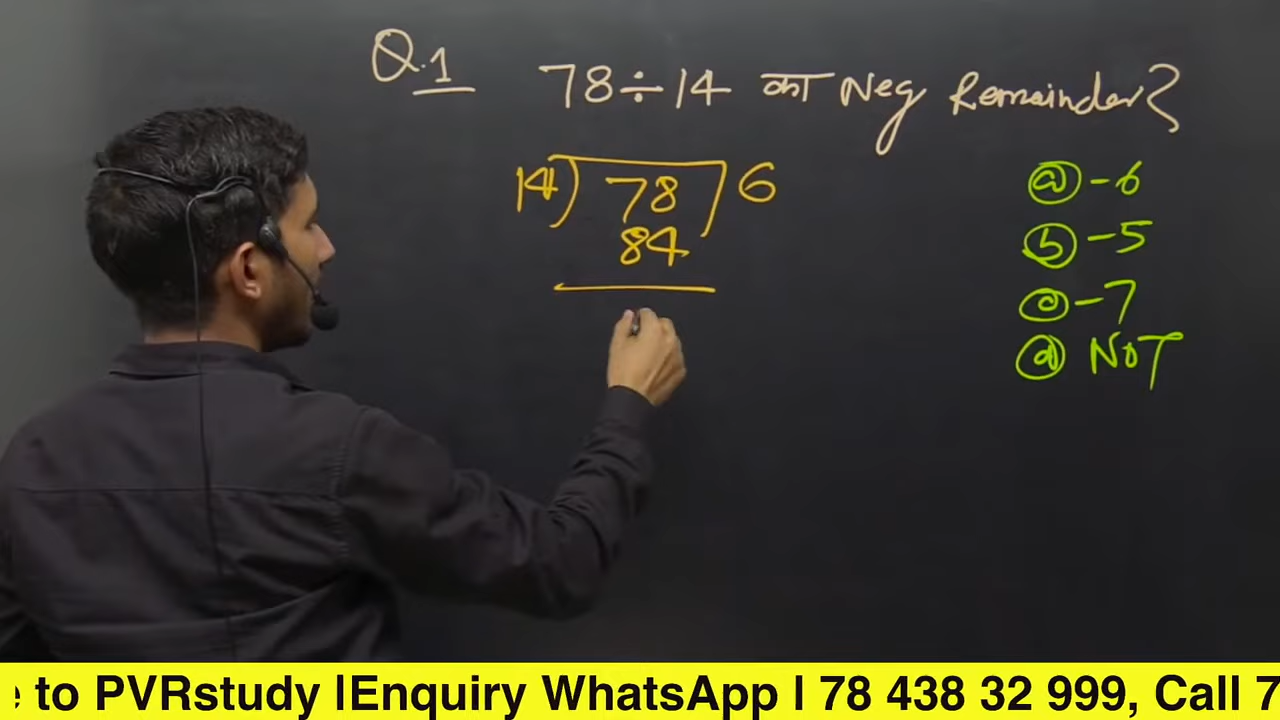 Q.1 78÷14 का Neg Remainder?
14) 78 ) 6
84
ⓐ -6
ⓑ -5
ⓒ -7
ⓓ NOT
to PVRstudy |Enquiry WhatsApp | 78 438 32 999, Call 7